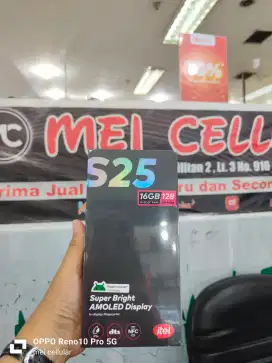 MEI CELL
llitan 2, Lt. 3 No. 916
rima Jual
ru dan Secon
S25
16GB 128
Super Bright
AMOLED Display
dts
NFC
itel
OPPO Reno10 Pro 5G
mei cellular